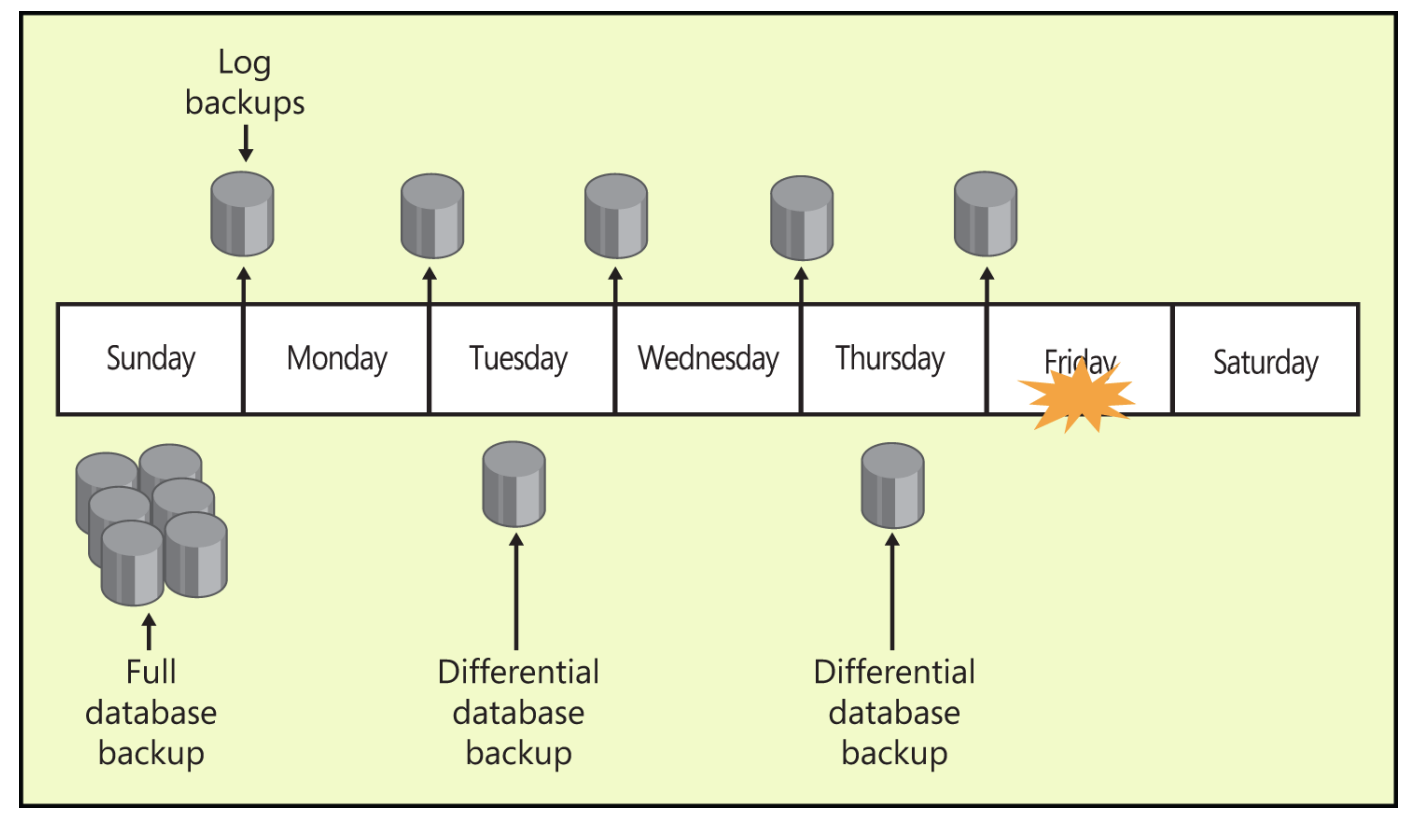 Log
backups
Sunday
Monday
Tuesday
Wednesday
Thursday
Friday
Saturday
Full
database
backup
Differential
database
backup
Differential
database
backup